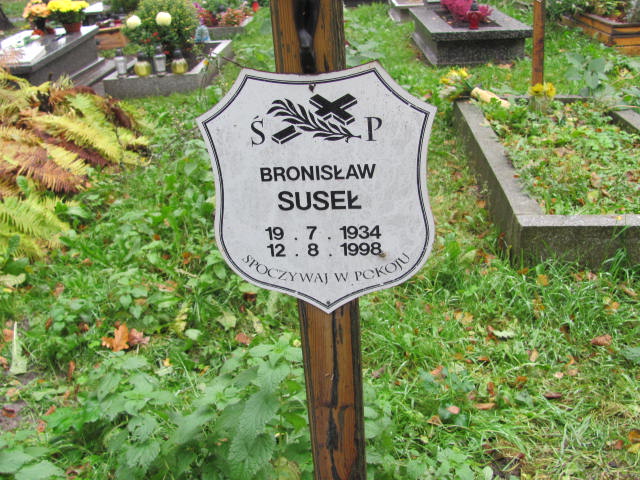 Ś P
BRONISŁAW
SUSEŁ
19 . 7 . 1934
12 . 8 . 1998
SPOCZYWAJ W POKOJU